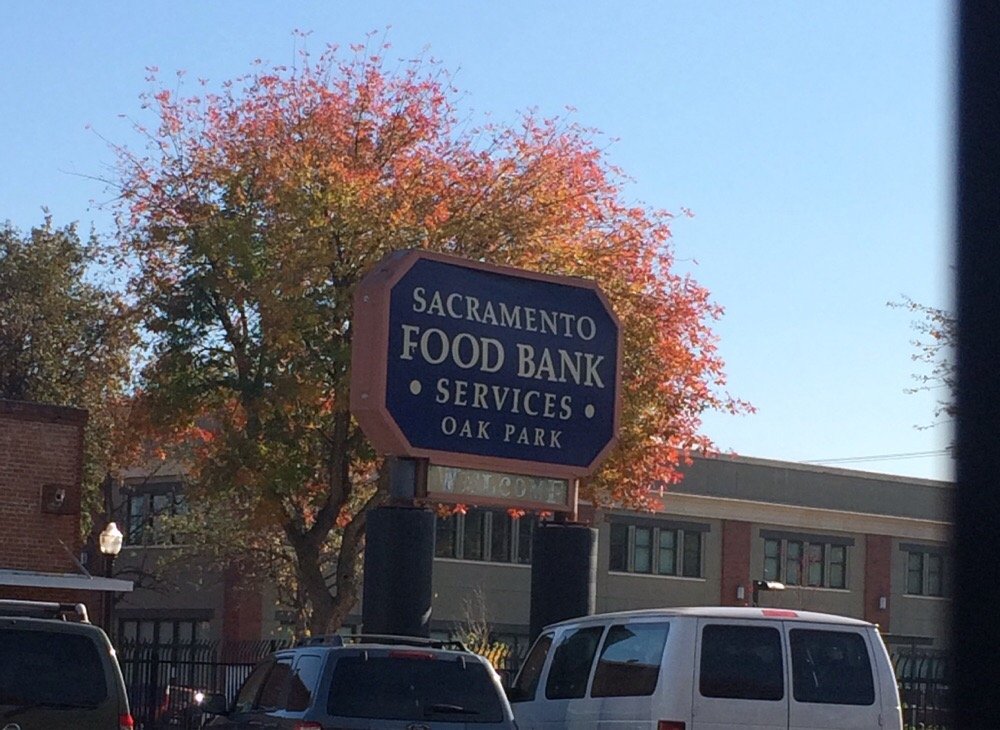 SACRAMENTO
FOOD BANK
• SERVICES •
OAK PARK
WELCOME